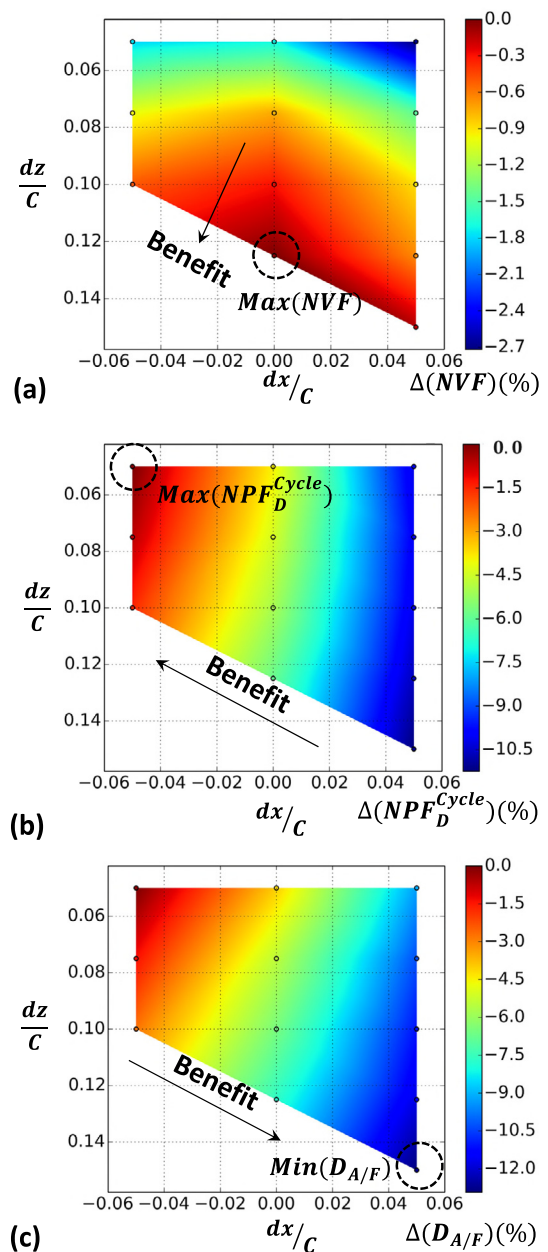 0.06
0.08
dz/C
0.10
0.12
0.14
Benefit
Max(NVF)
−0.06 −0.04 −0.02 0.00 0.02 0.04 0.06
dx/C
Δ(NVF)(%)
0.0
−0.3
−0.6
−0.9
−1.2
−1.5
−1.8
−2.1
−2.4
−2.7
(a)
0.06
0.08
dz/C
0.10
0.12
0.14
Max(NPF_D^Cycle)
Benefit
−0.06 −0.04 −0.02 0.00 0.02 0.04 0.06
dx/C
Δ(NPF_D^Cycle)(%)
0.0
−1.5
−3.0
−4.5
−6.0
−7.5
−9.0
−10.5
(b)
0.06
0.08
dz/C
0.10
0.12
0.14
Benefit
Min(D_A/F)
−0.06 −0.04 −0.02 0.00 0.02 0.04 0.06
dx/C
Δ(D_A/F)(%)
0.0
−1.5
−3.0
−4.5
−6.0
−7.5
−9.0
−10.5
−12.0
(c)